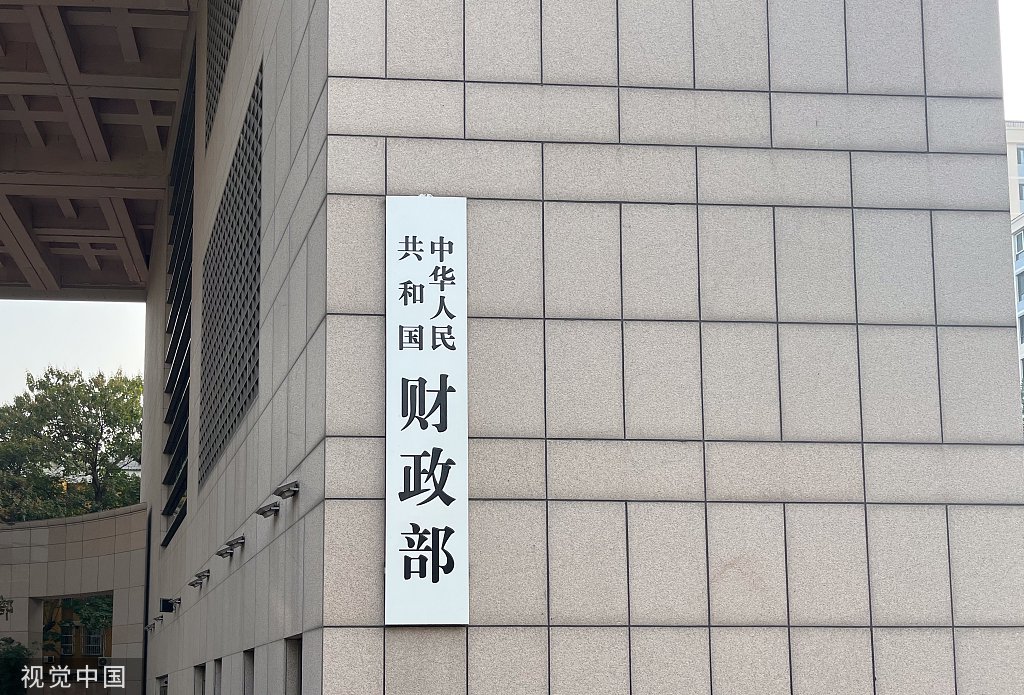 中华人民
共和国
财政部
视觉中国